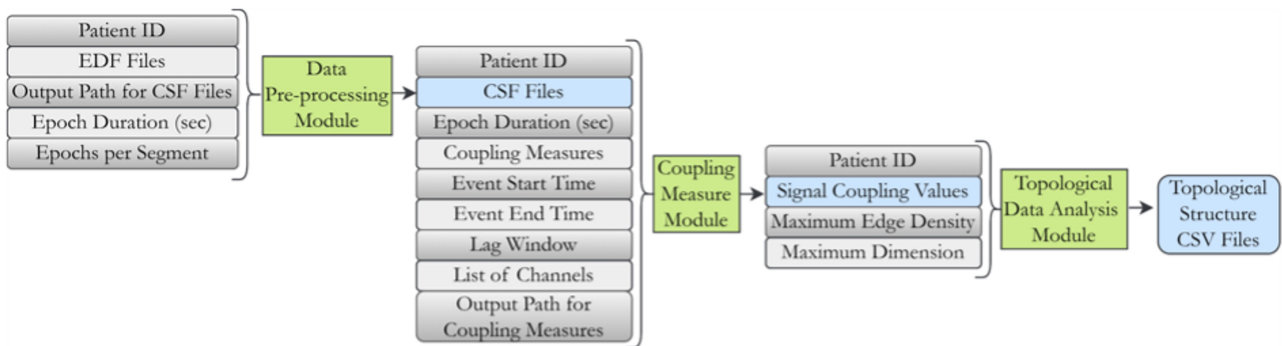 Patient ID
EDF Files
Output Path for CSF Files
Epoch Duration (sec)
Epochs per Segment
Data
Pre-processing
Module
Patient ID
CSF Files
Epoch Duration (sec)
Coupling Measures
Event Start Time
Event End Time
Lag Window
List of Channels
Output Path for
Coupling Measures
Coupling
Measure
Module
Patient ID
Signal Coupling Values
Maximum Edge Density
Maximum Dimension
Topological
Data Analysis
Module
Topological
Structure
CSV Files